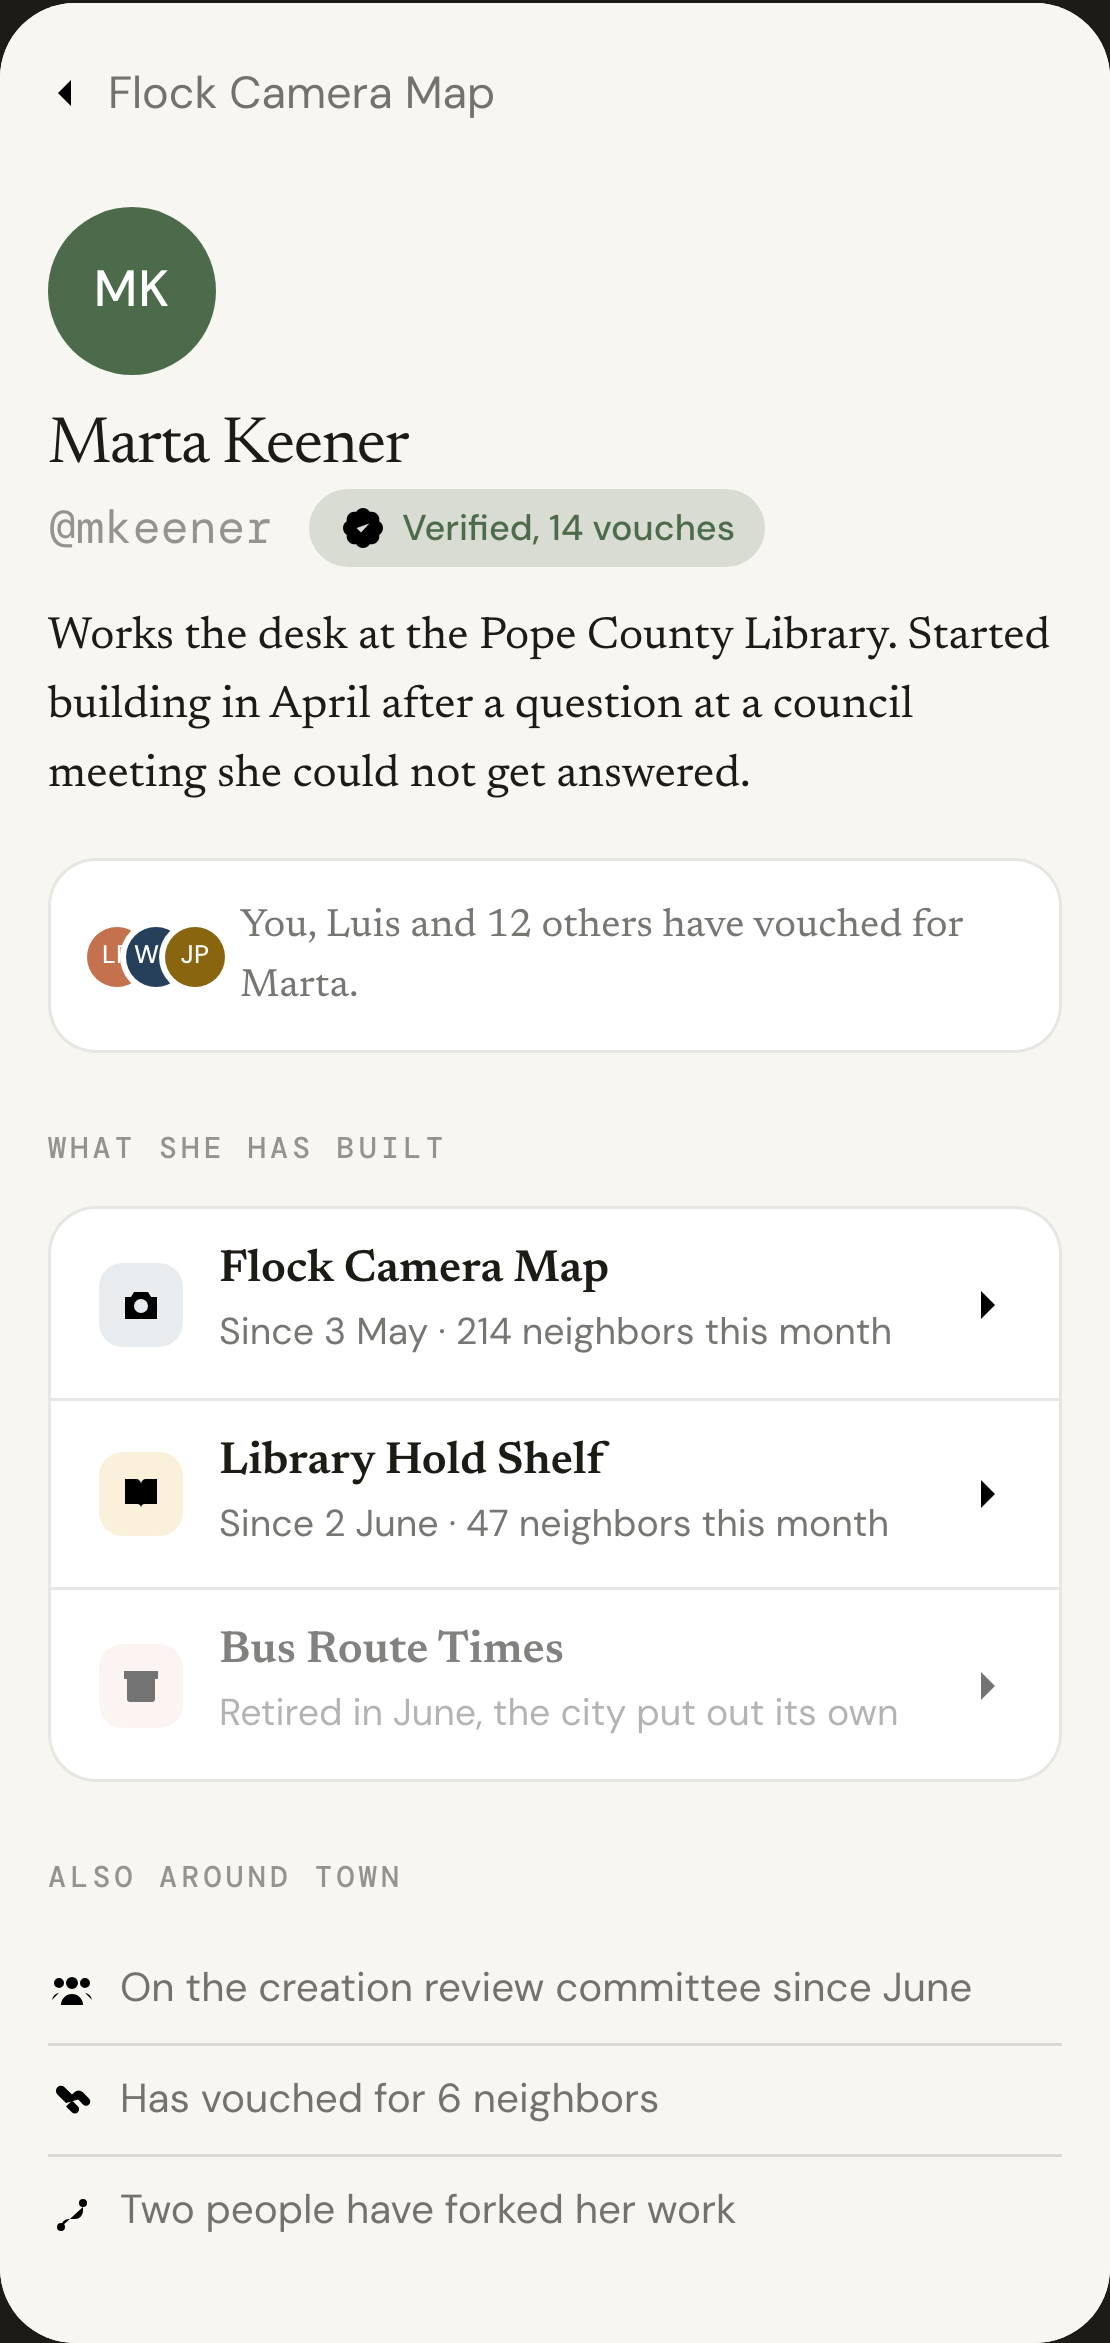 Flock Camera Map
MK
Marta Keener
@mkeener
Verified, 14 vouches
Works the desk at the Pope County Library. Started
building in April after a question at a council
meeting she could not get answered.
JP
You, Luis and 12 others have vouched for
Marta.
WHAT SHE HAS BUILT
Flock Camera Map
Since 3 May · 214 neighbors this month
Library Hold Shelf
Since 2 June · 47 neighbors this month
Bus Route Times
Retired in June, the city put out its own
ALSO AROUND TOWN
On the creation review committee since June
Has vouched for 6 neighbors
Two people have forked her work